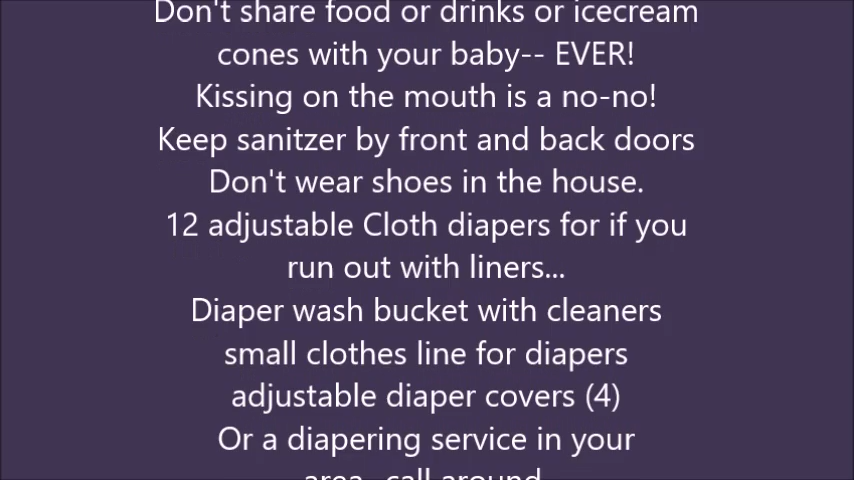 Don't share food or drinks or icecream
cones with your baby-- EVER!
Kissing on the mouth is a no-no!
Keep sanitzer by front and back doors
Don't wear shoes in the house.
12 adjustable Cloth diapers for if you
run out with liners...
Diaper wash bucket with cleaners
small clothes line for diapers
adjustable diaper covers (4)
Or a diapering service in your
area- call around